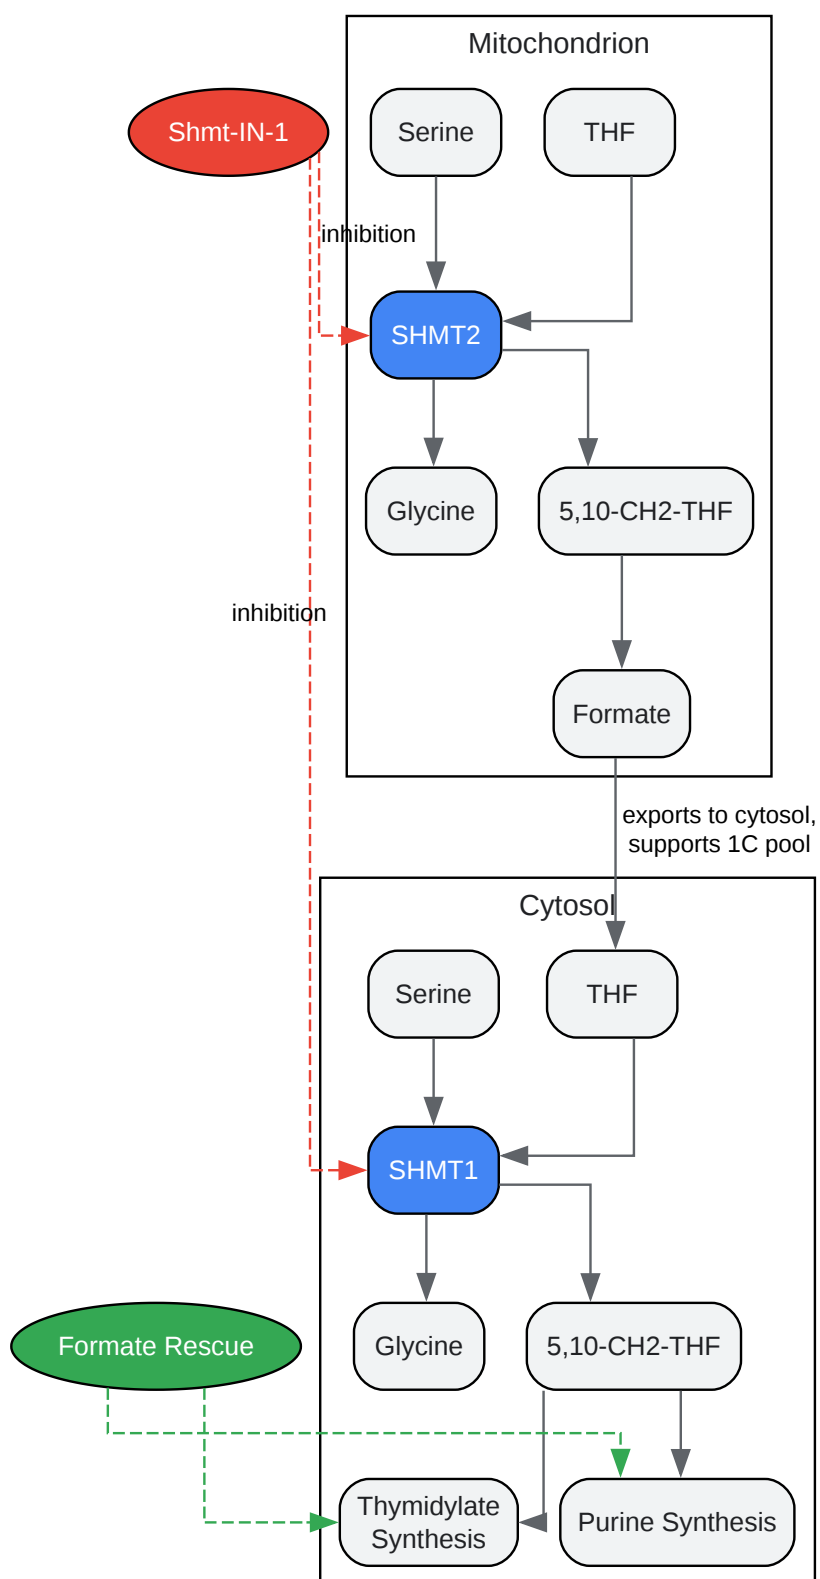 Mitochondrion
Shmt-IN-1
Serine
THF
inhibition
SHMT2
Glycine
5,10-CH2-THF
inhibition
Formate
exports to cytosol,
supports 1C pool
Cytosol
Serine
THF
SHMT1
Formate Rescue
Glycine
5,10-CH2-THF
Thymidylate
Synthesis
Purine Synthesis